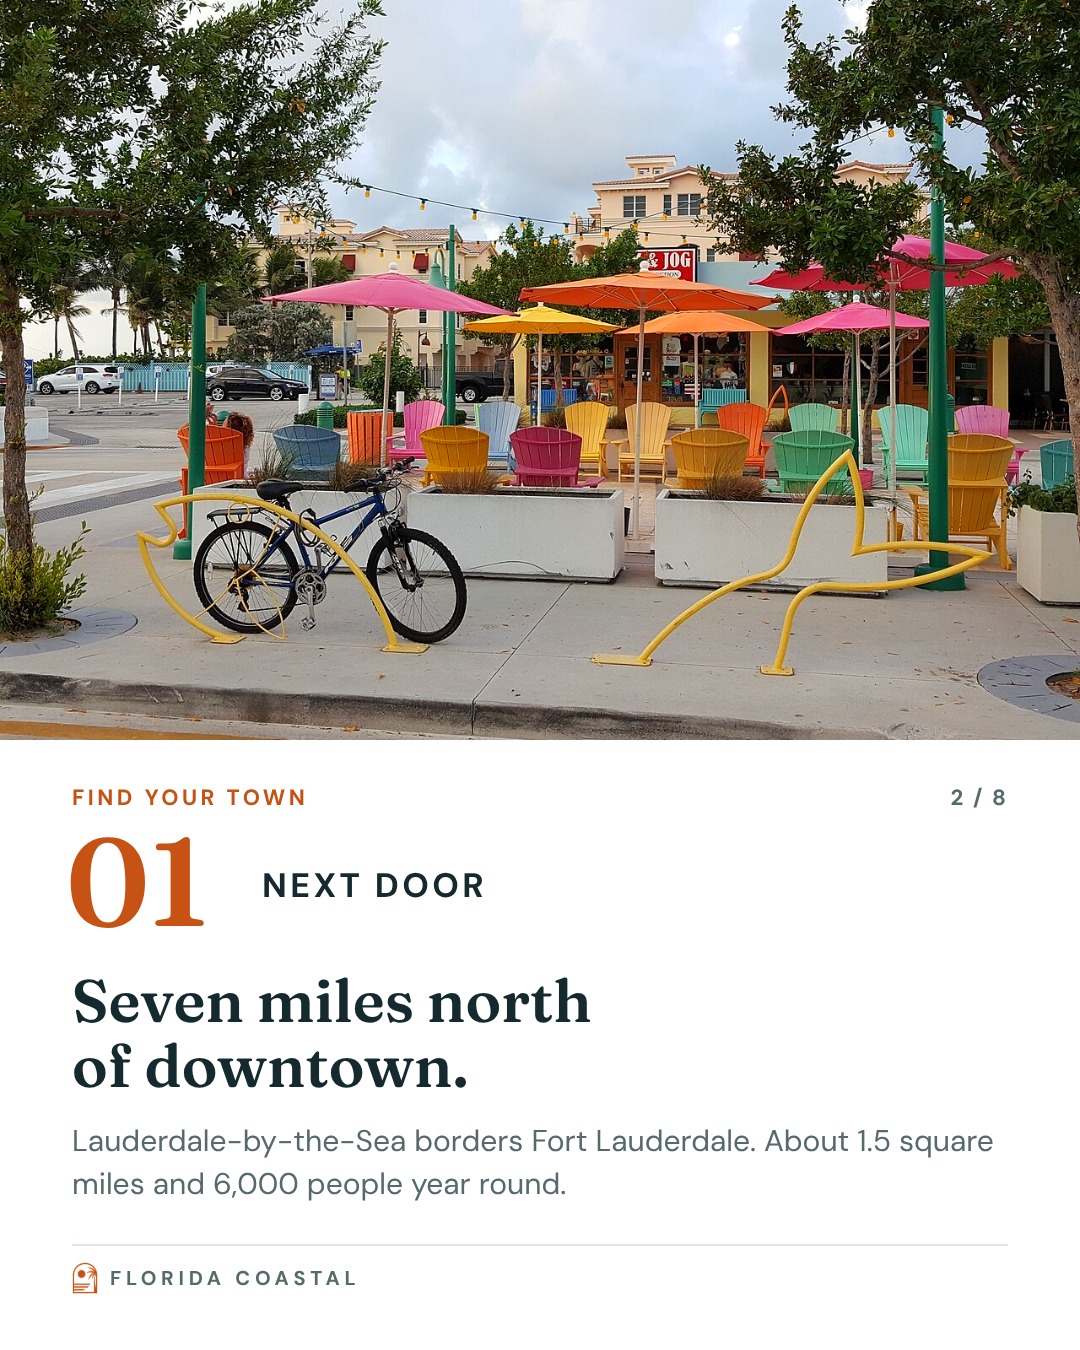 & JOG
FIND YOUR TOWN
2 / 8
01
NEXT DOOR
Seven miles north
of downtown.
Lauderdale-by-the-Sea borders Fort Lauderdale. About 1.5 square
miles and 6,000 people year round.
FLORIDA COASTAL